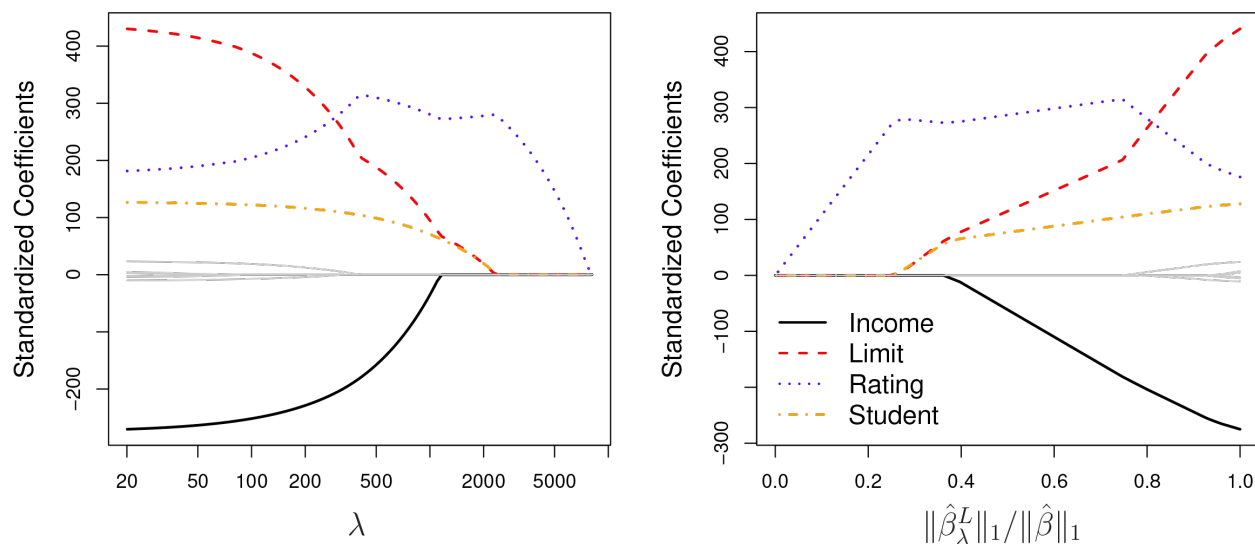 Standardized Coefficients
400
300
200
100
0
−200
20 50 100 200 500 2000 5000
λ
Standardized Coefficients
400
300
200
100
0
−100
−300
Income
Limit
Rating
Student
0.0 0.2 0.4 0.6 0.8 1.0
‖β̂λᴸ‖₁/‖β̂‖₁